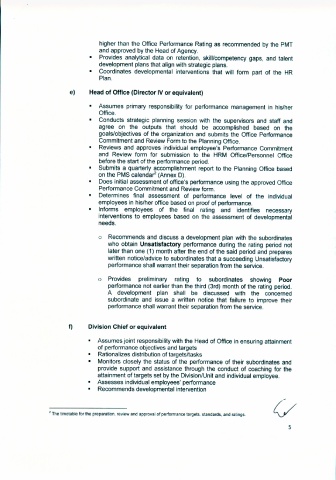 higher than the Office Performance Rating as recommended by the PMT
and approved by the Head of Agency.
• Provides analytical data on retention, skill/competency gaps, and talent
development plans that align with strategic plans.
• Coordinates developmental interventions that will form part of the HR
Plan.
e) Head of Office (Director IV or equivalent)
• Assumes primary responsibility for performance management in his/her
Office.
• Conducts strategic planning session with the supervisors and staff and
agree on the outputs that should be accomplished based on the
goals/objectives of the organization and submits the Office Performance
Commitment and Review Form to the Planning Office.
• Reviews and approves individual employee's Performance Commitment
and Review form for submission to the HRM Office/Personnel Office
before the start of the performance period.
• Submits a quarterly accomplishment report to the Planning Office based
on the PMS calendar² (Annex D).
• Does initial assessment of office's performance using the approved Office
Performance Commitment and Review form.
• Determines final assessment of performance level of the individual
employees in his/her office based on proof of performance.
• Informs employees of the final rating and identifies necessary
interventions to employees based on the assessment of developmental
needs.
o Recommends and discuss a development plan with the subordinates
who obtain Unsatisfactory performance during the rating period not
later than one (1) month after the end of the said period and prepares
written notice/advice to subordinates that a succeeding Unsatisfactory
performance shall warrant their separation from the service.
o Provides preliminary rating to subordinates showing Poor
performance not earlier than the third (3rd) month of the rating period.
A development plan shall be discussed with the concerned
subordinate and issue a written notice that failure to improve their
performance shall warrant their separation from the service.
f) Division Chief or equivalent
• Assumes joint responsibility with the Head of Office in ensuring attainment
of performance objectives and targets
• Rationalizes distribution of targets/tasks
• Monitors closely the status of the performance of their subordinates and
provide support and assistance through the conduct of coaching for the
attainment of targets set by the Division/Unit and individual employee.
• Assesses individual employees' performance
• Recommends developmental intervention
² The timetable for the preparation, review and approval of performance targets, standards, and ratings.
5